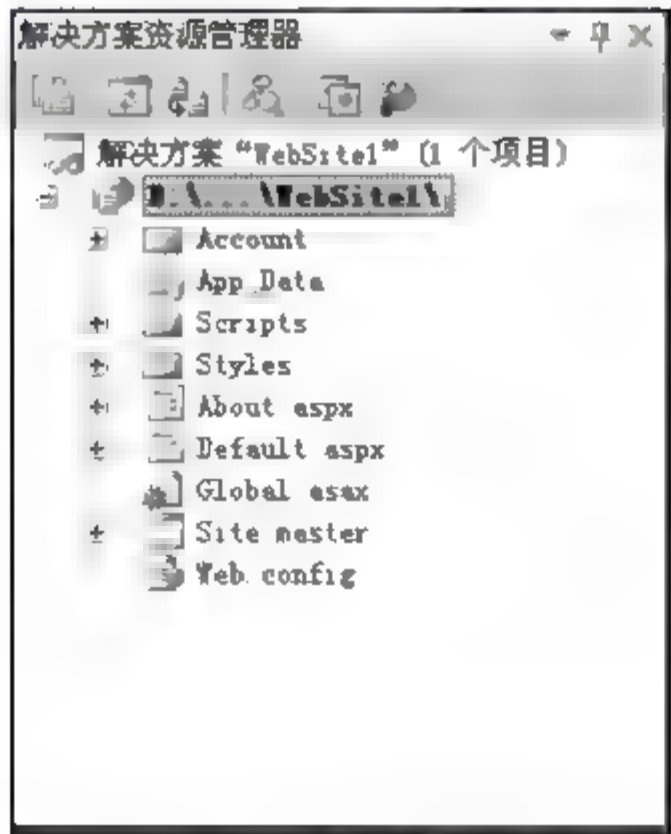 解决方案资源管理器
解决方案 “WebSite1” (1 个项目)
D:\...\WebSite1\
Account
App_Data
Scripts
Styles
About.aspx
Default.aspx
Global.asax
Site.master
Web.config